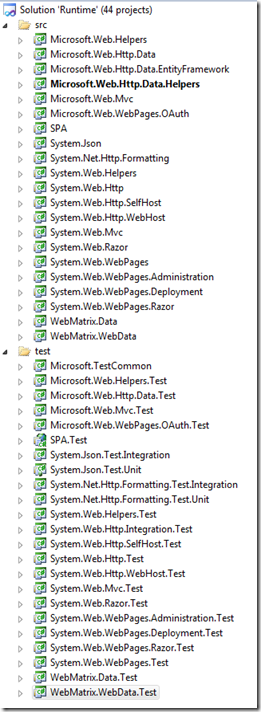 Solution 'Runtime' (44 projects)
src
Microsoft.Web.Helpers
Microsoft.Web.Http.Data
Microsoft.Web.Http.Data.EntityFramework
Microsoft.Web.Http.Data.Helpers
Microsoft.Web.Mvc
Microsoft.Web.WebPages.OAuth
SPA
System.Json
System.Net.Http.Formatting
System.Web.Helpers
System.Web.Http
System.Web.Http.SelfHost
System.Web.Http.WebHost
System.Web.Mvc
System.Web.Razor
System.Web.WebPages
System.Web.WebPages.Administration
System.Web.WebPages.Deployment
System.Web.WebPages.Razor
WebMatrix.Data
WebMatrix.WebData
test
Microsoft.TestCommon
Microsoft.Web.Helpers.Test
Microsoft.Web.Http.Data.Test
Microsoft.Web.Mvc.Test
Microsoft.Web.WebPages.OAuth.Test
SPA.Test
System.Json.Test.Integration
System.Json.Test.Unit
System.Net.Http.Formatting.Test.Integration
System.Net.Http.Formatting.Test.Unit
System.Web.Helpers.Test
System.Web.Http.Integration.Test
System.Web.Http.SelfHost.Test
System.Web.Http.Test
System.Web.Http.WebHost.Test
System.Web.Mvc.Test
System.Web.Razor.Test
System.Web.WebPages.Administration.Test
System.Web.WebPages.Deployment.Test
System.Web.WebPages.Razor.Test
System.Web.WebPages.Test
WebMatrix.Data.Test
WebMatrix.WebData.Test